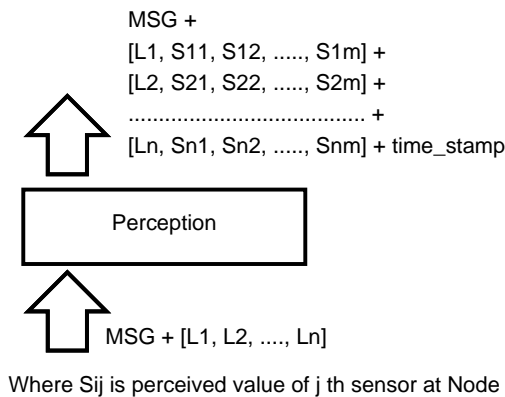 MSG +
[L1, S11, S12, ....., S1m] +
[L2, S21, S22, ....., S2m] +
......................................... +
[Ln, Sn1, Sn2, ....., Snm] + time_stamp
Perception
MSG + [L1, L2, ...., Ln]
Where Sij is perceived value of j th sensor at Node